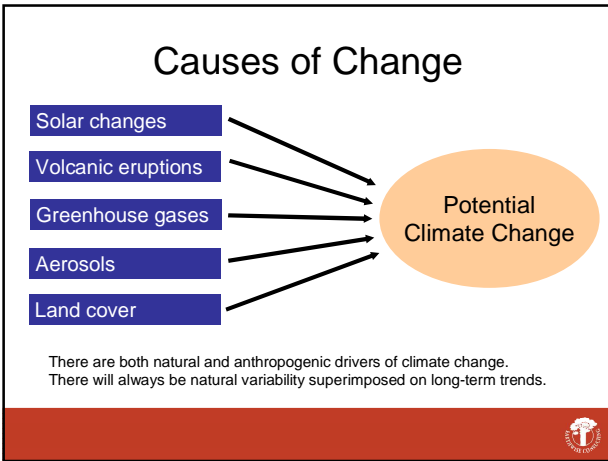 Causes of Change
Solar changes
Volcanic eruptions
Greenhouse gases
Aerosols
Land cover
Potential
Climate Change
There are both natural and anthropogenic drivers of climate change.
There will always be natural variability superimposed on long-term trends.